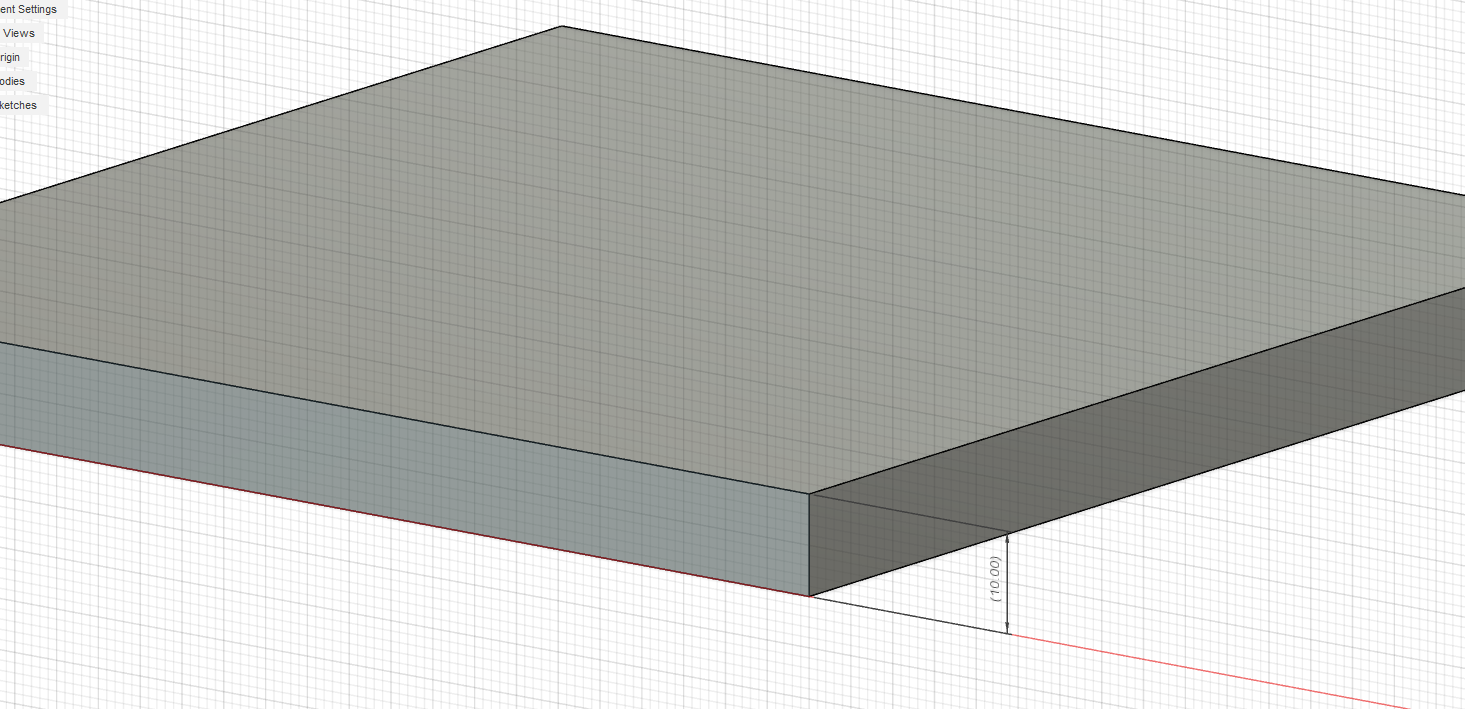 ent Settings
Views
rigin
odies
ketches
(10.00)